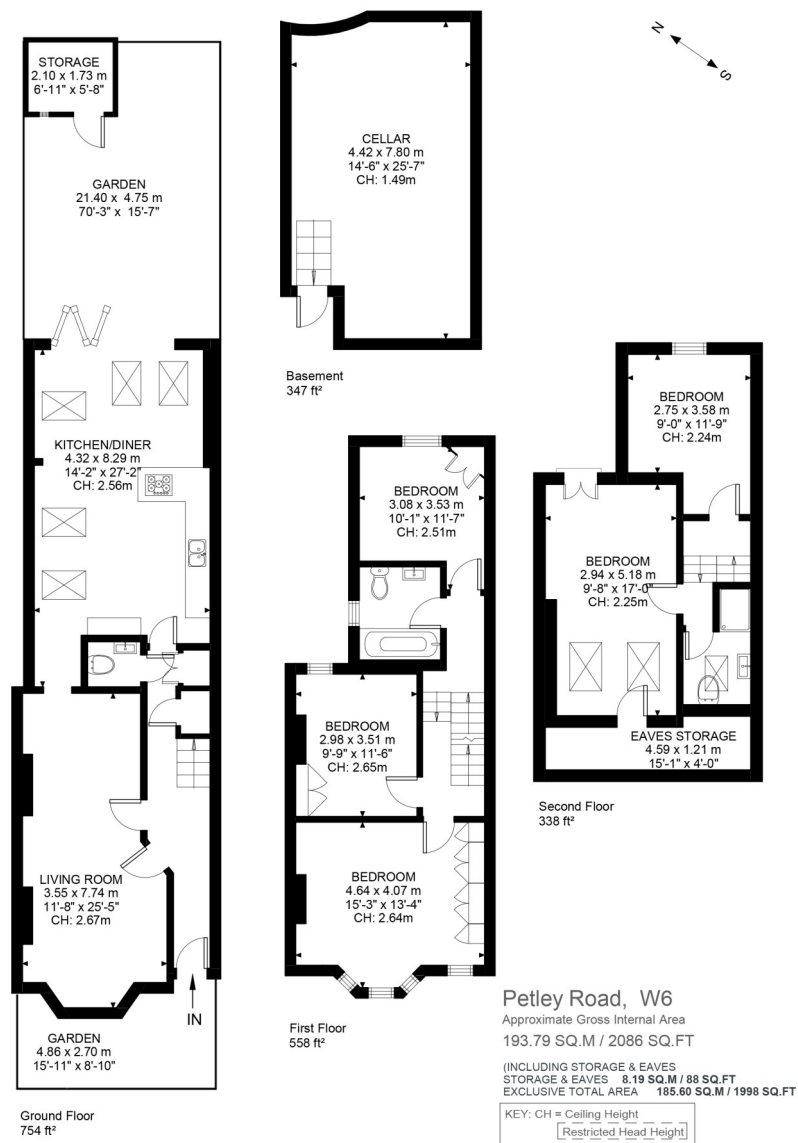 STORAGE
2.10 x 1.73 m
6'-11" x 5'-8"
GARDEN
21.40 x 4.75 m
70'-3" x 15'-7"
KITCHEN/DINER
4.32 x 8.29 m
14'-2" x 27'-2"
CH: 2.56m
LIVING ROOM
3.55 x 7.74 m
11'-8" x 25'-5"
CH: 2.67m
IN
GARDEN
4.86 x 2.70 m
15'-11" x 8'-10"
Ground Floor
754 ft²
CELLAR
4.42 x 7.80 m
14'-6" x 25'-7"
CH: 1.49m
Basement
347 ft²
BEDROOM
3.08 x 3.53 m
10'-1" x 11'-7"
CH: 2.51m
BEDROOM
2.98 x 3.51 m
9'-9" x 11'-6"
CH: 2.65m
BEDROOM
4.64 x 4.07 m
15'-3" x 13'-4"
CH: 2.64m
First Floor
558 ft²
N
S
BEDROOM
2.75 x 3.58 m
9'-0" x 11'-9"
CH: 2.24m
BEDROOM
2.94 x 5.18 m
9'-8" x 17'-0"
CH: 2.25m
EAVES STORAGE
4.59 x 1.21 m
15'-1" x 4'-0"
Second Floor
338 ft²
Petley Road, W6
Approximate Gross Internal Area
193.79 SQ.M / 2086 SQ.FT
(INCLUDING STORAGE & EAVES
STORAGE & EAVES 8.19 SQ.M / 88 SQ.FT
EXCLUSIVE TOTAL AREA 185.60 SQ.M / 1998 SQ.FT
KEY: CH = Ceiling Height
Restricted Head Height